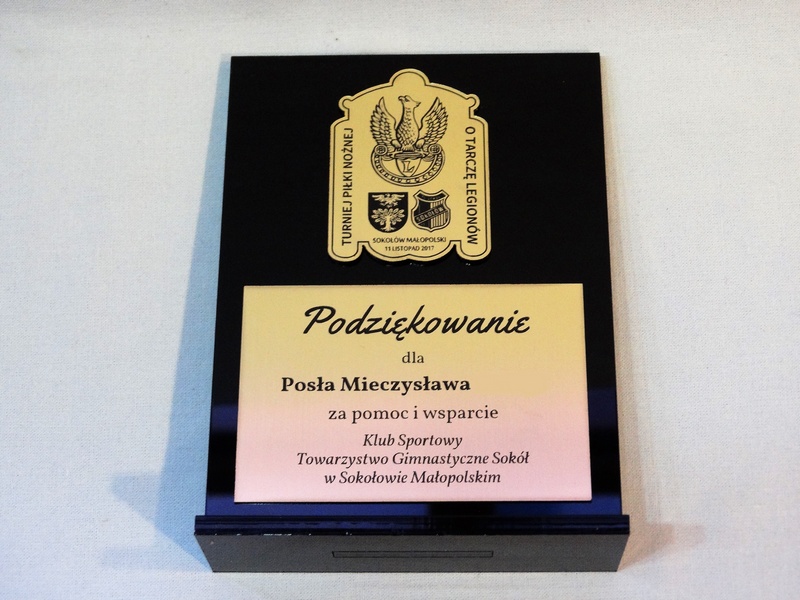 TURNIEJ PIŁKI NOŻNEJ
O TARCZĘ LEGIONÓW
L
SOKOŁÓW
SOKOŁÓW MAŁOPOLSKI
11 LISTOPAD 2017
Podziękowanie
dla
Posła Mieczysława
za pomoc i wsparcie
Klub Sportowy
Towarzystwo Gimnastyczne Sokół
w Sokołowie Małopolskim